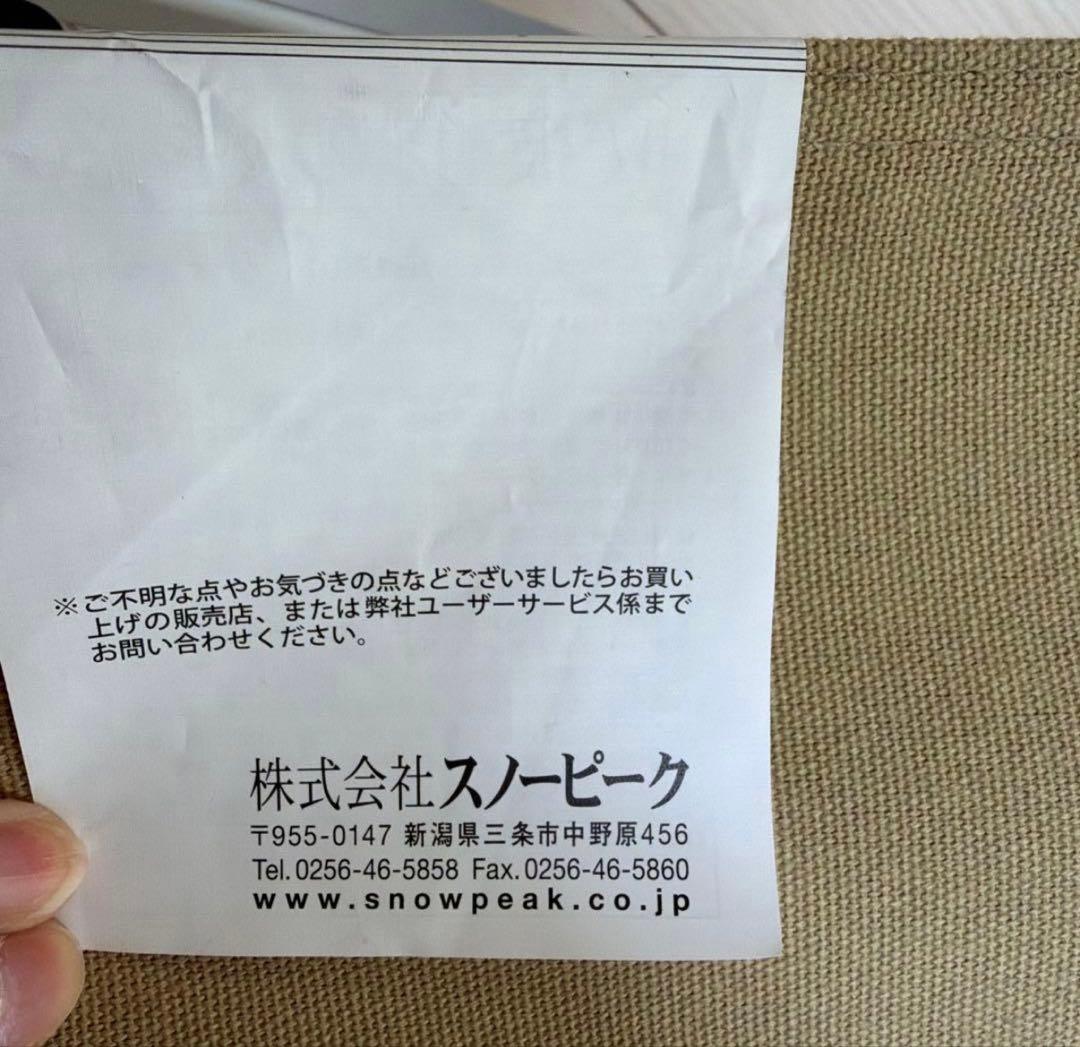 ※ご不明な点やお気づきの点などございましたらお買い
上げの販売店、または弊社ユーザーサービス係まで
お問い合わせください。
株式会社スノーピーク
〒955-0147 新潟県三条市中野原456
Tel.0256-46-5858 Fax.0256-46-5860
www.snowpeak.co.jp